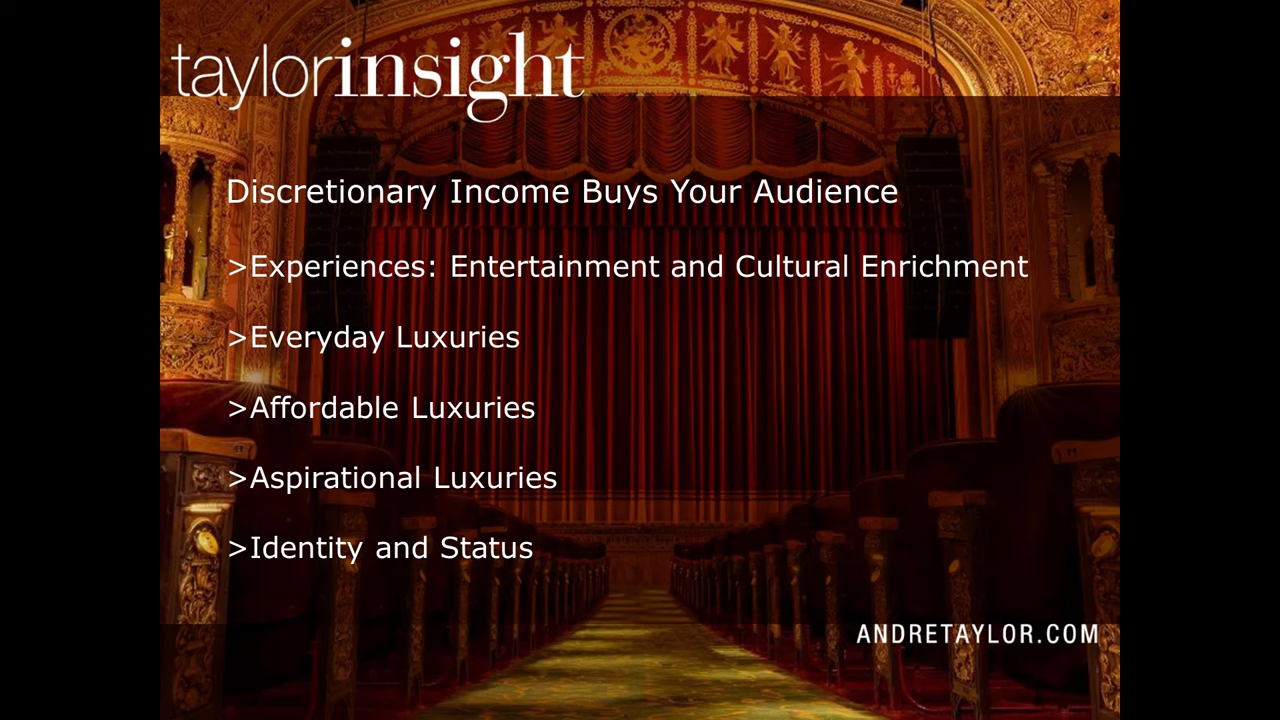 taylorinsight
Discretionary Income Buys Your Audience
>Experiences: Entertainment and Cultural Enrichment
>Everyday Luxuries
>Affordable Luxuries
>Aspirational Luxuries
>Identity and Status
ANDRETAYLOR.COM